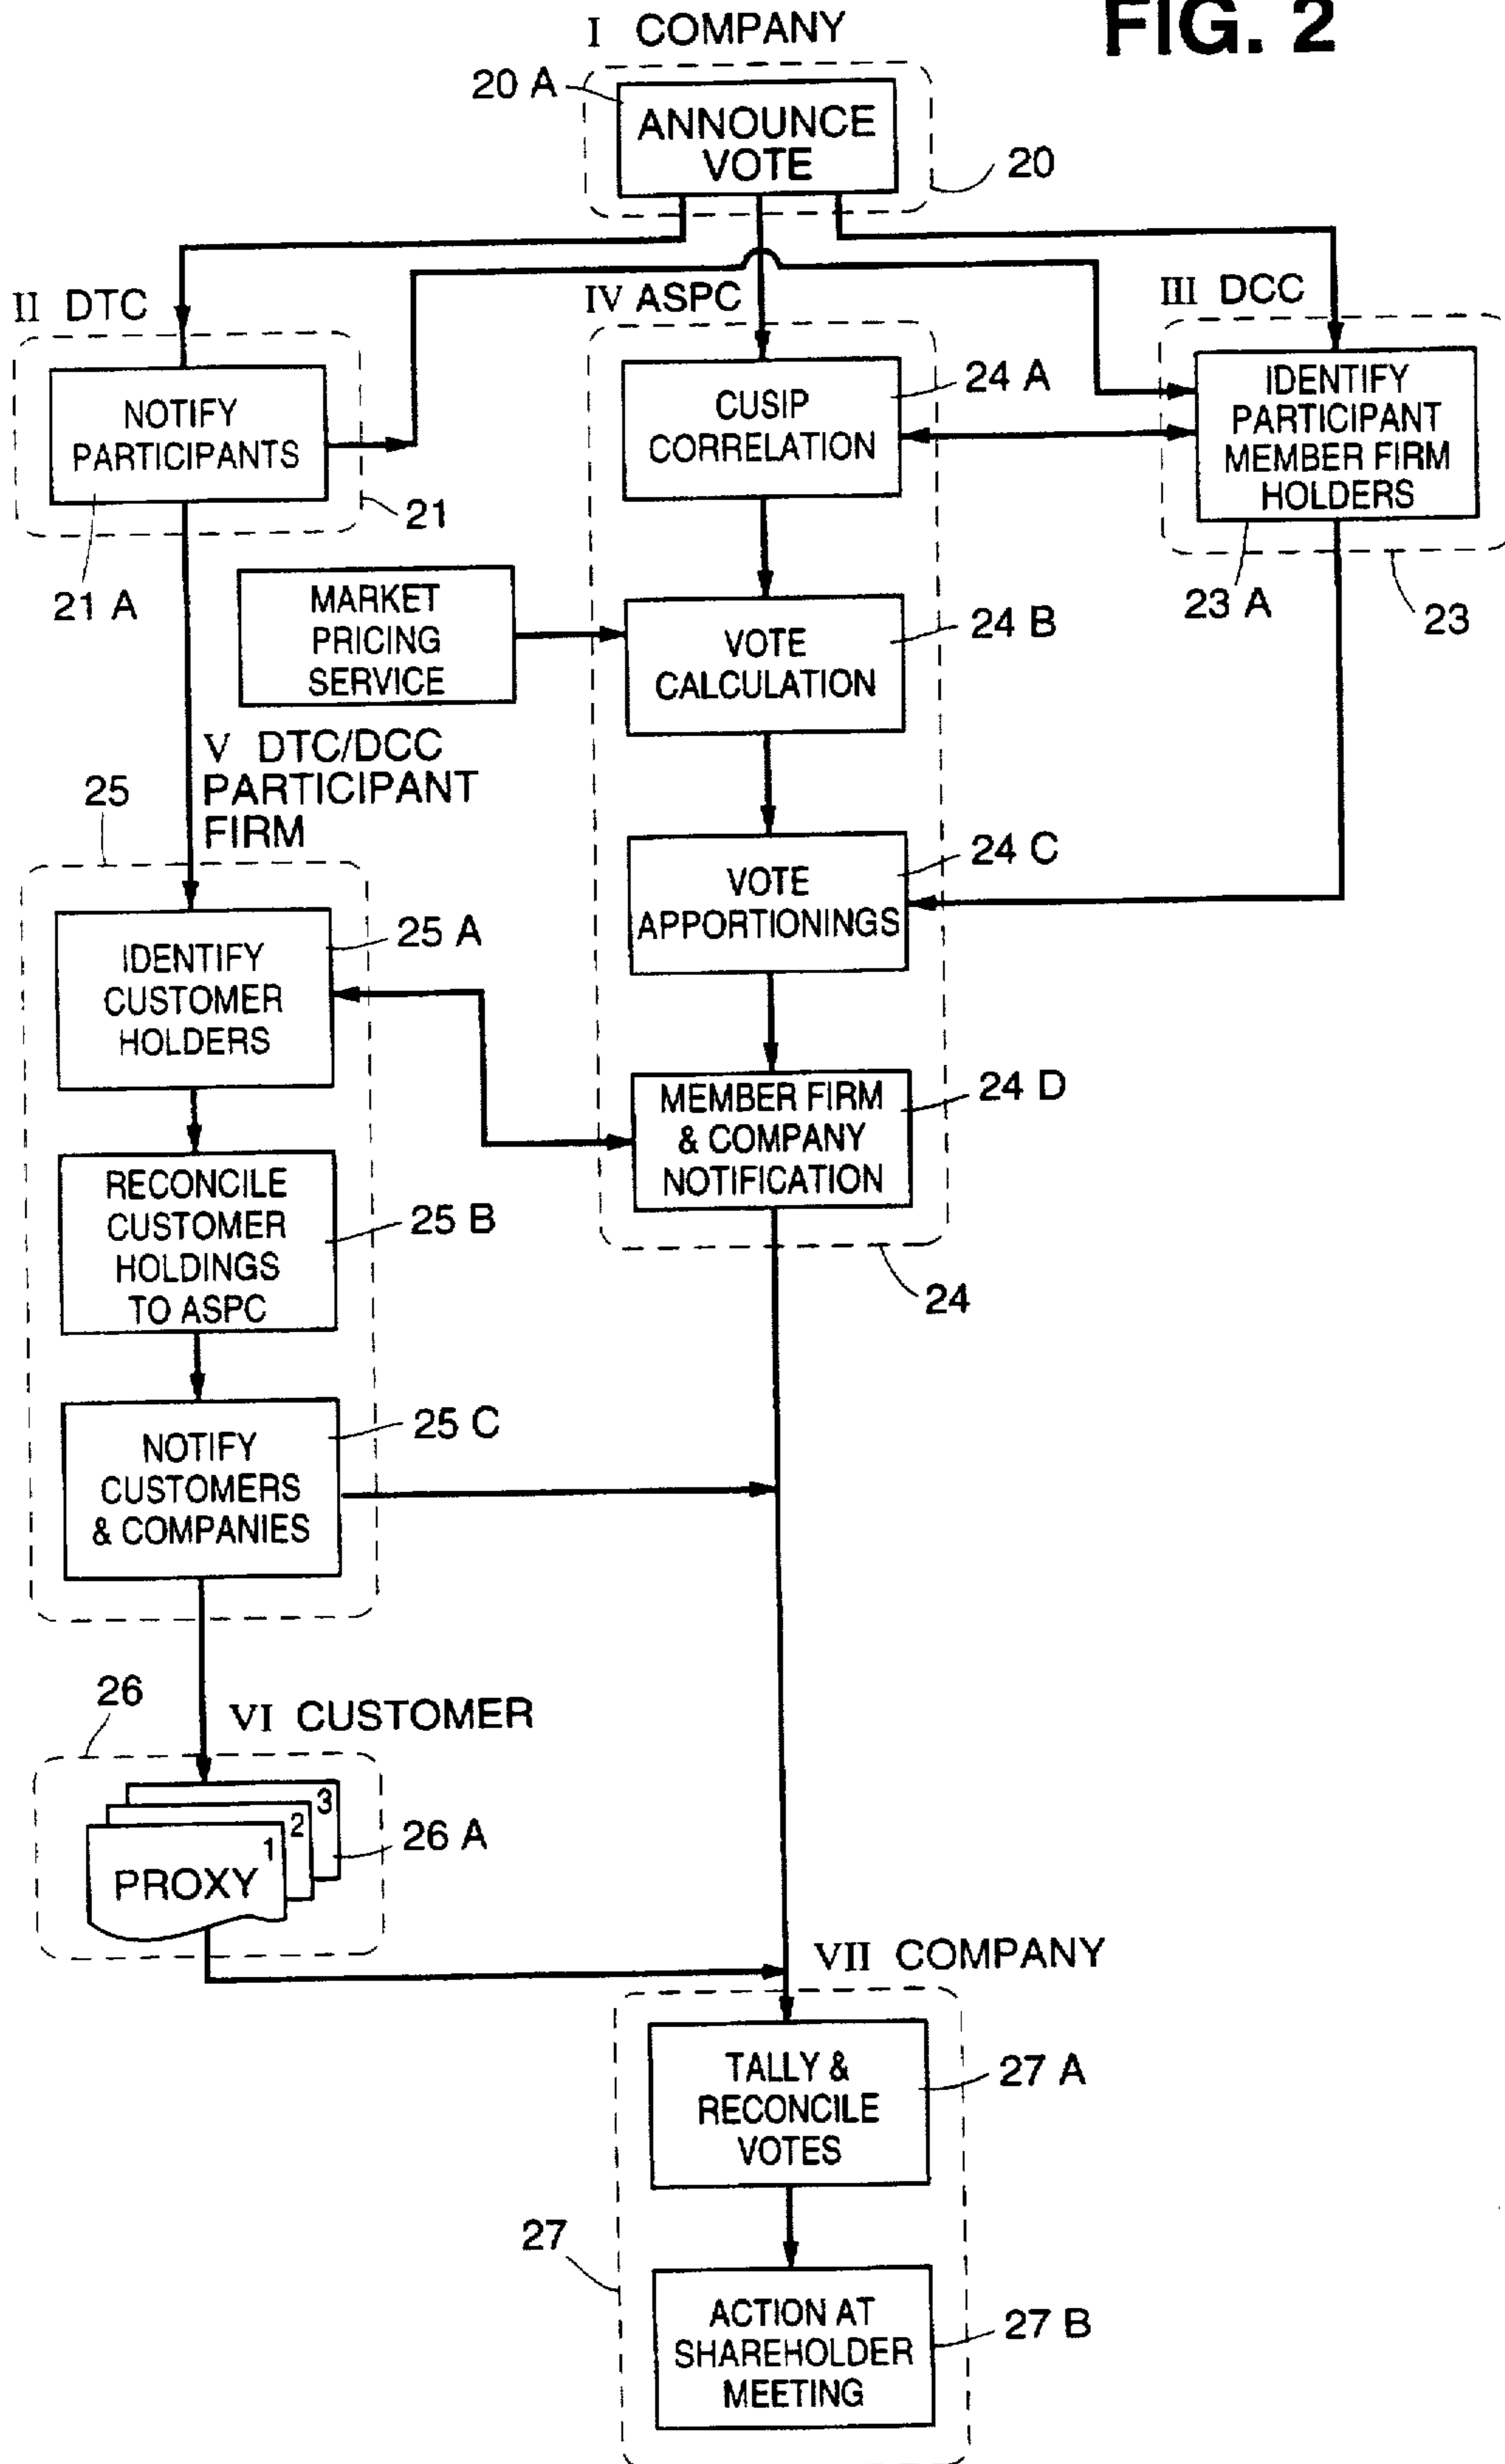 FIG. 2
I COMPANY
20 A
ANNOUNCE
VOTE
20
II DTC
IV ASPC
III DCC
NOTIFY
PARTICIPANTS
21
21 A
CUSIP
CORRELATION
24 A
IDENTIFY
PARTICIPANT
MEMBER FIRM
HOLDERS
23 A
23
MARKET
PRICING
SERVICE
VOTE
CALCULATION
24 B
V DTC/DCC
PARTICIPANT
FIRM
25
VOTE
APPORTIONINGS
24 C
IDENTIFY
CUSTOMER
HOLDERS
25 A
MEMBER FIRM
& COMPANY
NOTIFICATION
24 D
24
RECONCILE
CUSTOMER
HOLDINGS
TO ASPC
25 B
NOTIFY
CUSTOMERS
& COMPANIES
25 C
26
VI CUSTOMER
3
2
1
PROXY
26 A
VII COMPANY
TALLY &
RECONCILE
VOTES
27 A
27
ACTION AT
SHAREHOLDER
MEETING
27 B